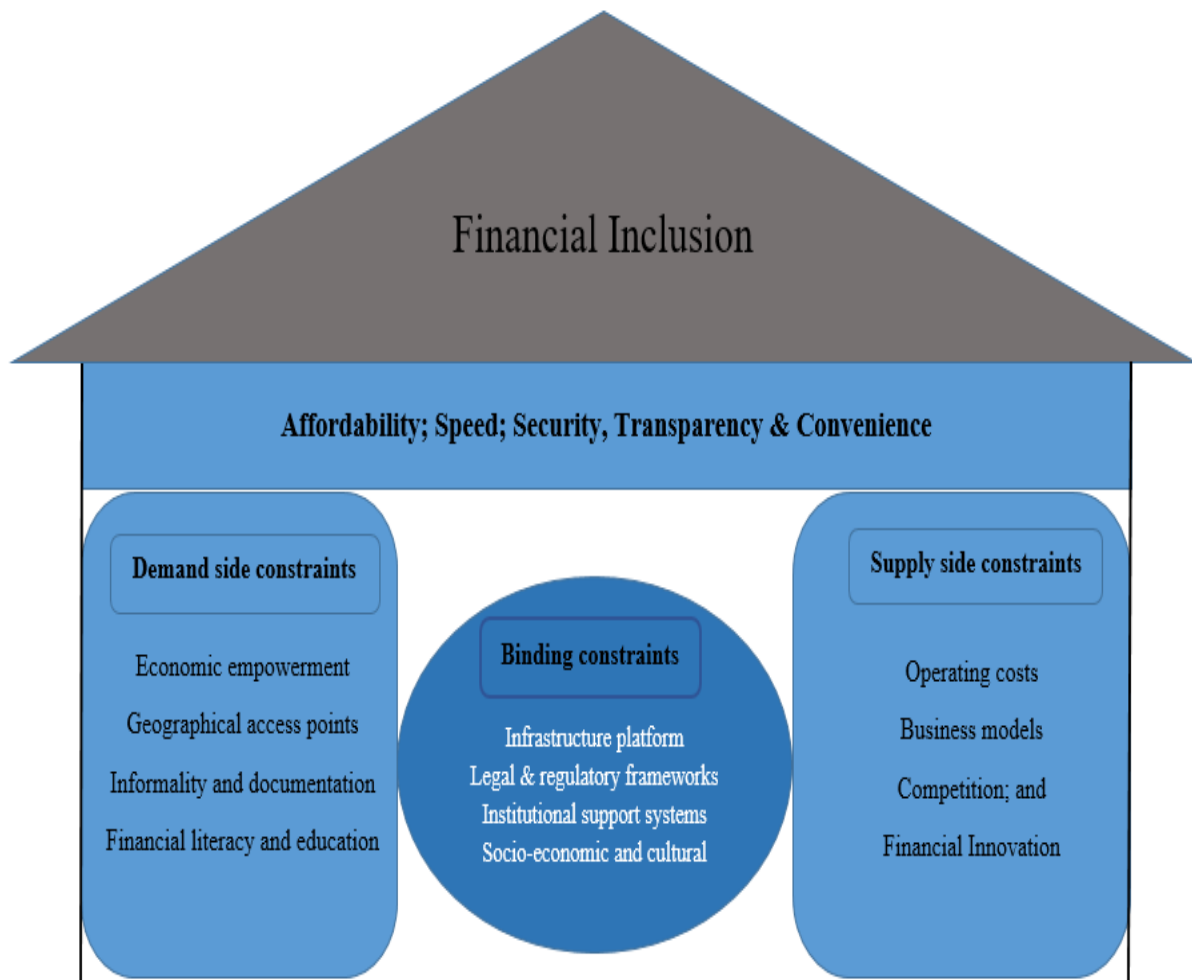 Financial Inclusion
Affordability; Speed; Security, Transparency & Convenience
Demand side constraints
Economic empowerment
Geographical access points
Informality and documentation
Financial literacy and education
Binding constraints
Infrastructure platform
Legal & regulatory frameworks
Institutional support systems
Socio-economic and cultural
Supply side constraints
Operating costs
Business models
Competition; and
Financial Innovation